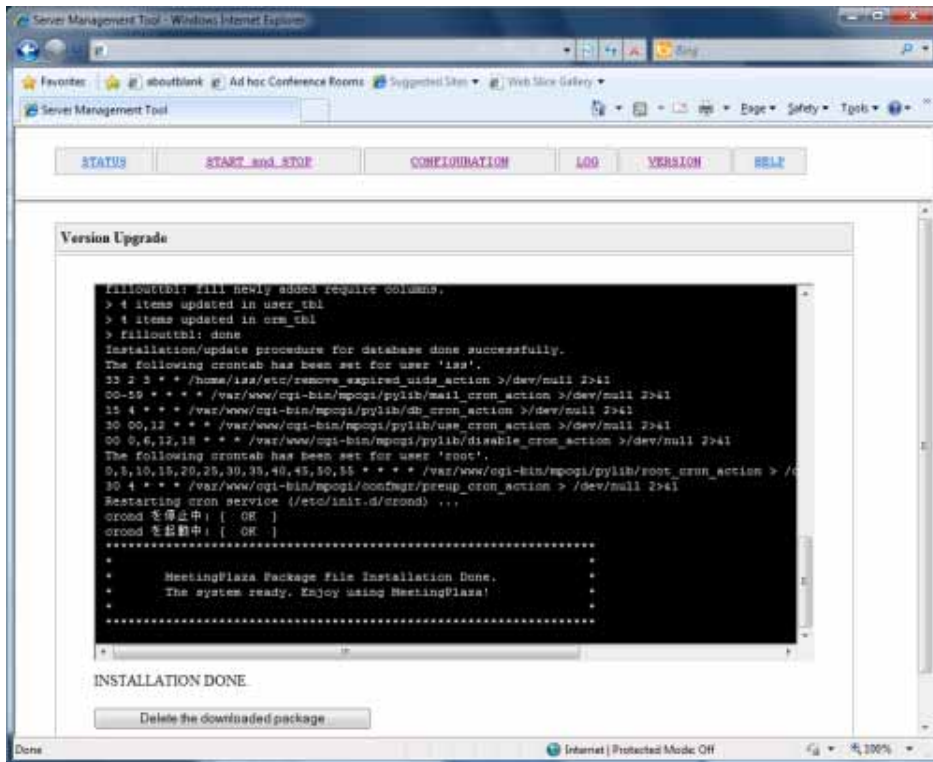 Server Management Tool - Windows Internet Explorer
Bing
Favorites aboutblank Ad hoc Conference Rooms Suggested Sites Web Slice Gallery
Server Management Tool Page Safety Tools
STATUS START and STOP CONFIGURATION LOG VERSION HELP
Version Upgrade
fillouttbl: fill newly added require columns.
> 4 items updated in user_tbl
> 4 items updated in orm_tbl
> fillouttbl: done
Installation/update procedure for database done successfully.
The following crontab has been set for user 'iss'.
33 2 3 * * /home/iss/etc/remove_expired_uids_action >/dev/null 2>&1
00-59 * * * * /var/www/cgi-bin/mpcgi/pylib/mail_cron_action >/dev/null 2>&1
15 4 * * * /var/www/cgi-bin/mpcgi/pylib/db_cron_action >/dev/null 2>&1
30 00,12 * * * /var/www/cgi-bin/mpcgi/pylib/use_cron_action >/dev/null 2>&1
00 0,6,12,18 * * * /var/www/cgi-bin/mpcgi/pylib/disable_cron_action >/dev/null 2>&1
The following crontab has been set for user 'root'.
0,5,10,15,20,25,30,35,40,45,50,55 * * * * /var/www/cgi-bin/mpcgi/pylib/root_cron_action > /
30 4 * * * /var/www/cgi-bin/mpcgi/confmgr/preup_cron_action > /dev/null 2>&1
Restarting cron service (/etc/init.d/crond) ...
crond を停止中: [ OK ]
crond を起動中: [ OK ]
MeetingPlaza Package File Installation Done.
The system ready. Enjoy using MeetingPlaza!
INSTALLATION DONE.
Delete the downloaded package
Done Internet | Protected Mode: Off 100%